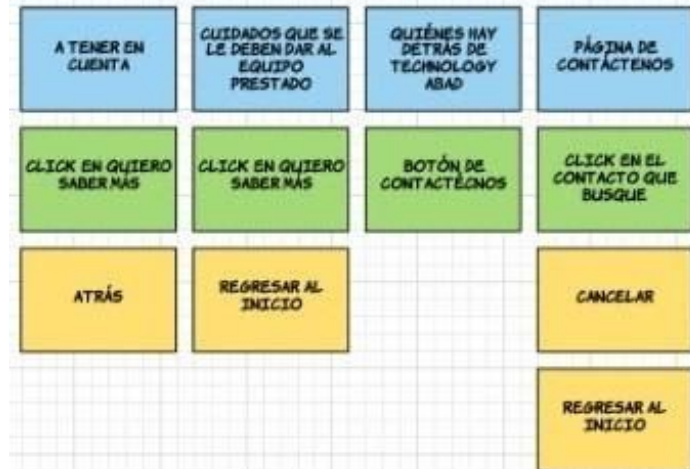 A TENER EN
CUENTA
CUIDADOS QUE SE
LE DEBEN DAR AL
EQUIPO
PRESTADO
QUIÉNES HAY
DETRÁS DE
TECHNOLOGY
ABAD
PÁGINA DE
CONTÁCTENOS
CLICK EN QUIERO
SABER MÁS
CLICK EN QUIERO
SABER MÁS
BOTÓN DE
CONTACTÉCNOS
CLICK EN EL
CONTACTO QUE
BUSQUE
ATRÁS
REGRESAR AL
INICIO
CANCELAR
REGRESAR AL
INICIO